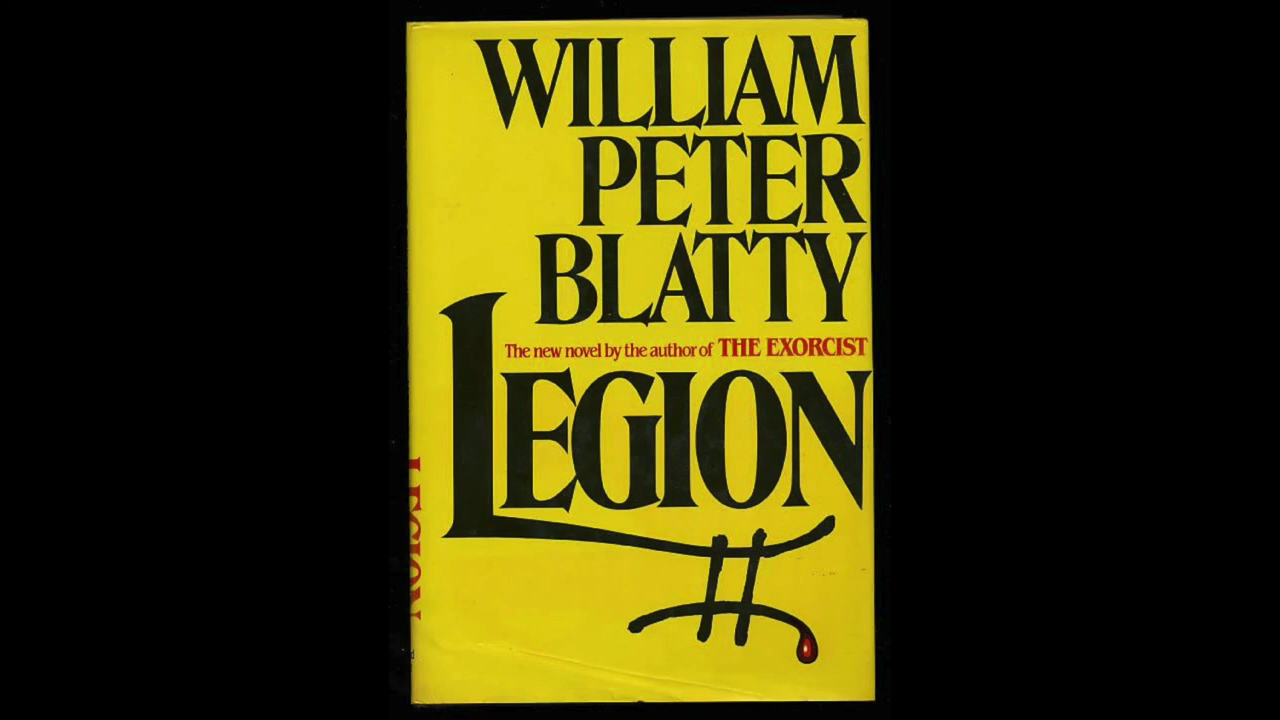 WILLIAM
PETER
BLATTY
The new novel by the author of THE EXORCIST
LEGION
LEGION